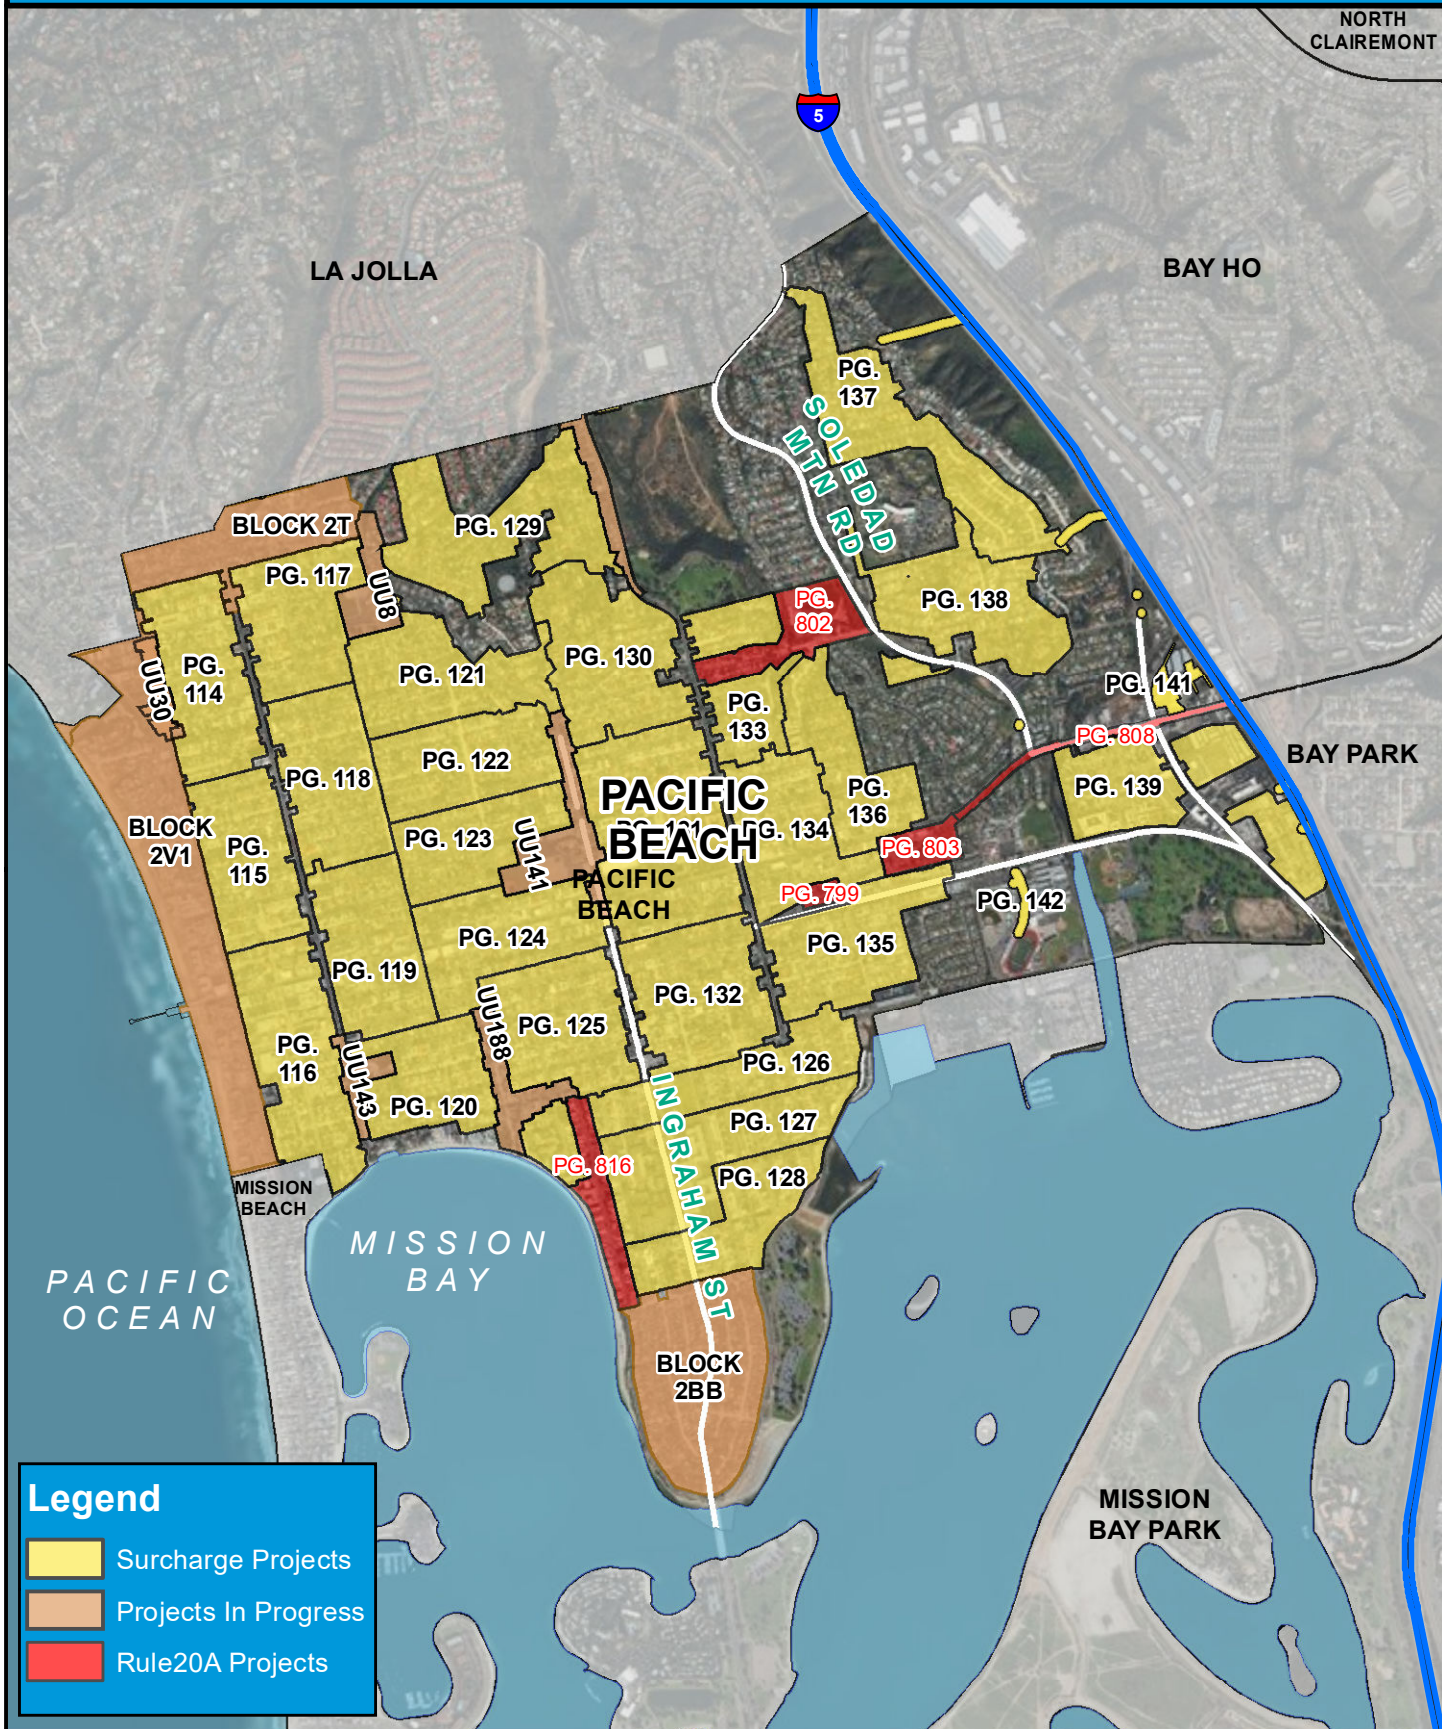 NORTH
CLAIREMONT
5
LA JOLLA
BAY HO
PG.
137
SOLEDAD
MTN RD
BLOCK 2T
PG. 129
PG. 117
UU8
PG.
802
PG. 138
UU30
PG.
114
PG. 121
PG. 130
PG. 141
PG.
133
PG. 808
BAY PARK
PG. 118
PG. 122
PG.
136
PG. 139
PACIFIC
BEACH
BLOCK
2V1
PG.
115
PG. 123
UU141
PG. 134
PG. 803
PACIFIC
BEACH
PG. 799
PG. 142
PG. 124
PG. 135
PG. 119
PG. 132
UU188
PG. 125
PG.
116
UU143
PG. 126
PG. 120
PG. 127
INGRAHAM ST
PG. 816
PG. 128
MISSION
BEACH
MISSION
BAY
PACIFIC
OCEAN
BLOCK
2BB
MISSION
BAY PARK
Legend
Surcharge Projects
Projects In Progress
Rule20A Projects